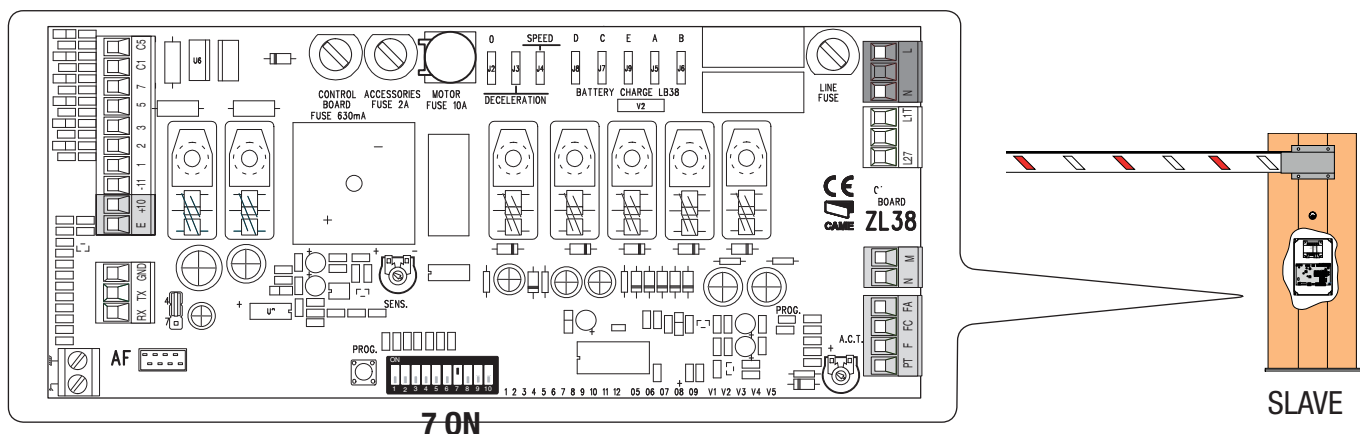 O SPEED D C E A B
J2 J3 J4 J8 J7 J9 J5 J6
DECELERATION
BATTERY CHARGE LB38
V2
CONTROL BOARD FUSE 630mA
ACCESSORIES FUSE 2A
MOTOR FUSE 10A
LINE FUSE
U6
C5
C1
7
5
3
2
1
-11
+10
E
L
N
L1T
L2T
- +
CE
BOARD
CAME ZL38
M
N
GND
TX
RX
SENS.
PROG.
A.C.T.
FA
FC
F
PT
AF
PROG.
ON
1 2 3 4 5 6 7 8 9 10
1 2 3 4 5 6 7 8 9 10 11 12 05 06 07 08 09 V1 V2 V3 V4 V5
7 ON
SLAVE